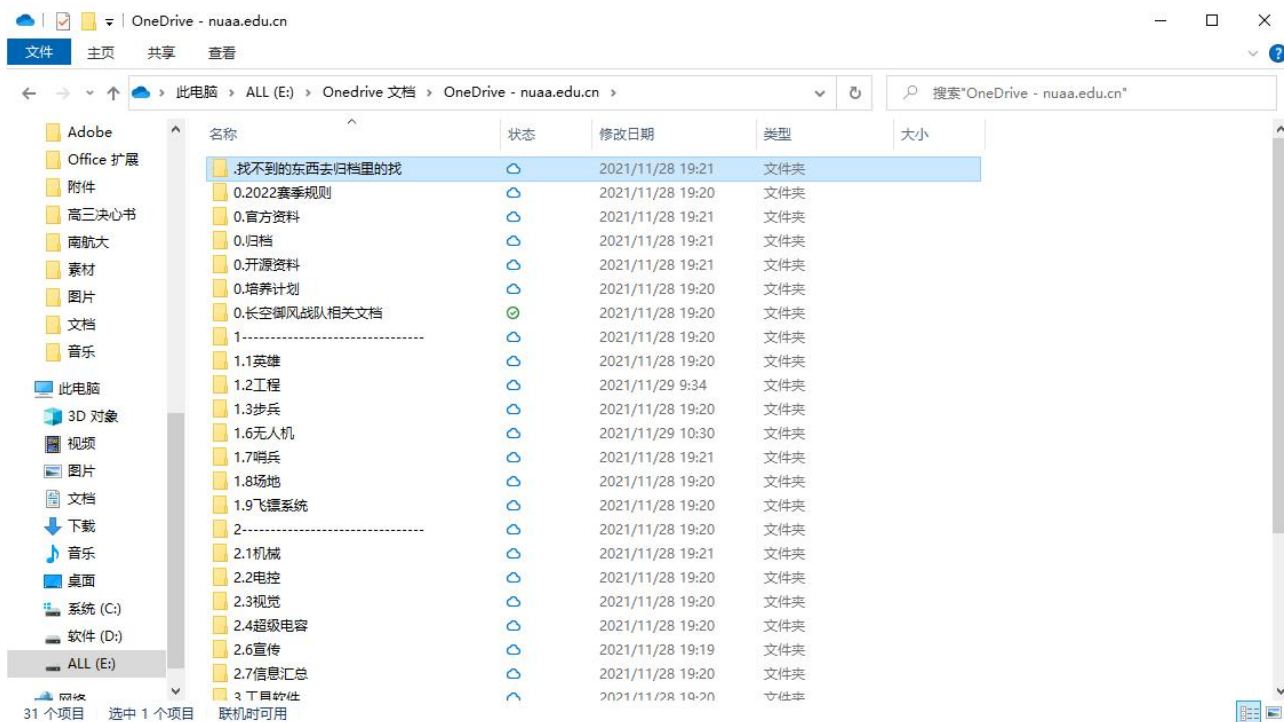 OneDrive - nuaa.edu.cn
文件 主页 共享 查看
此电脑 › ALL (E:) › Onedrive 文档 › OneDrive - nuaa.edu.cn ›
搜索"OneDrive - nuaa.edu.cn"
Adobe
Office 扩展
附件
高三决心书
南航大
素材
图片
文档
音乐
此电脑
3D 对象
视频
图片
文档
下载
音乐
桌面
系统 (C:)
软件 (D:)
ALL (E:)
网络
名称 状态 修改日期 类型 大小
.找不到的东西去归档里的找 2021/11/28 19:21 文件夹
0.2022赛季规则 2021/11/28 19:20 文件夹
0.官方资料 2021/11/28 19:21 文件夹
0.归档 2021/11/28 19:21 文件夹
0.开源资料 2021/11/28 19:21 文件夹
0.培养计划 2021/11/28 19:20 文件夹
0.长空御风战队相关文档 2021/11/28 19:20 文件夹
1-------------------------------- 2021/11/28 19:20 文件夹
1.1英雄 2021/11/28 19:20 文件夹
1.2工程 2021/11/29 9:34 文件夹
1.3步兵 2021/11/28 19:20 文件夹
1.6无人机 2021/11/29 10:30 文件夹
1.7哨兵 2021/11/28 19:21 文件夹
1.8场地 2021/11/28 19:20 文件夹
1.9飞镖系统 2021/11/28 19:20 文件夹
2-------------------------------- 2021/11/28 19:20 文件夹
2.1机械 2021/11/28 19:21 文件夹
2.2电控 2021/11/28 19:20 文件夹
2.3视觉 2021/11/28 19:20 文件夹
2.4超级电容 2021/11/28 19:20 文件夹
2.6宣传 2021/11/28 19:19 文件夹
2.7信息汇总 2021/11/28 19:20 文件夹
3.工具软件 2021/11/28 19:20 文件夹
31 个项目 选中 1 个项目 联机时可用